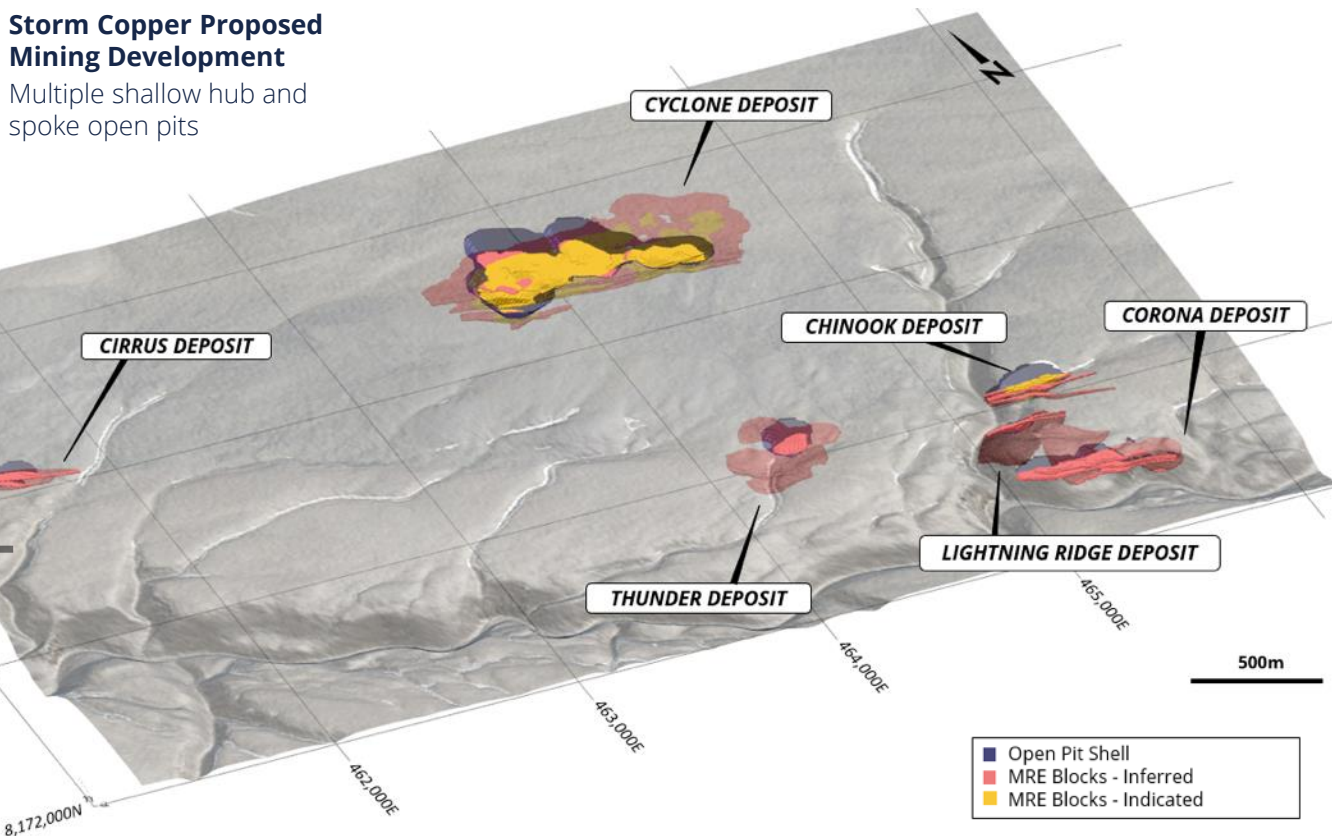 Storm Copper Proposed
Mining Development
Multiple shallow hub and
spoke open pits
N
CYCLONE DEPOSIT
CIRRUS DEPOSIT
CHINOOK DEPOSIT
CORONA DEPOSIT
LIGHTNING RIDGE DEPOSIT
THUNDER DEPOSIT
465,000E
464,000E
463,000E
462,000E
8,172,000N
500m
Open Pit Shell
MRE Blocks - Inferred
MRE Blocks - Indicated